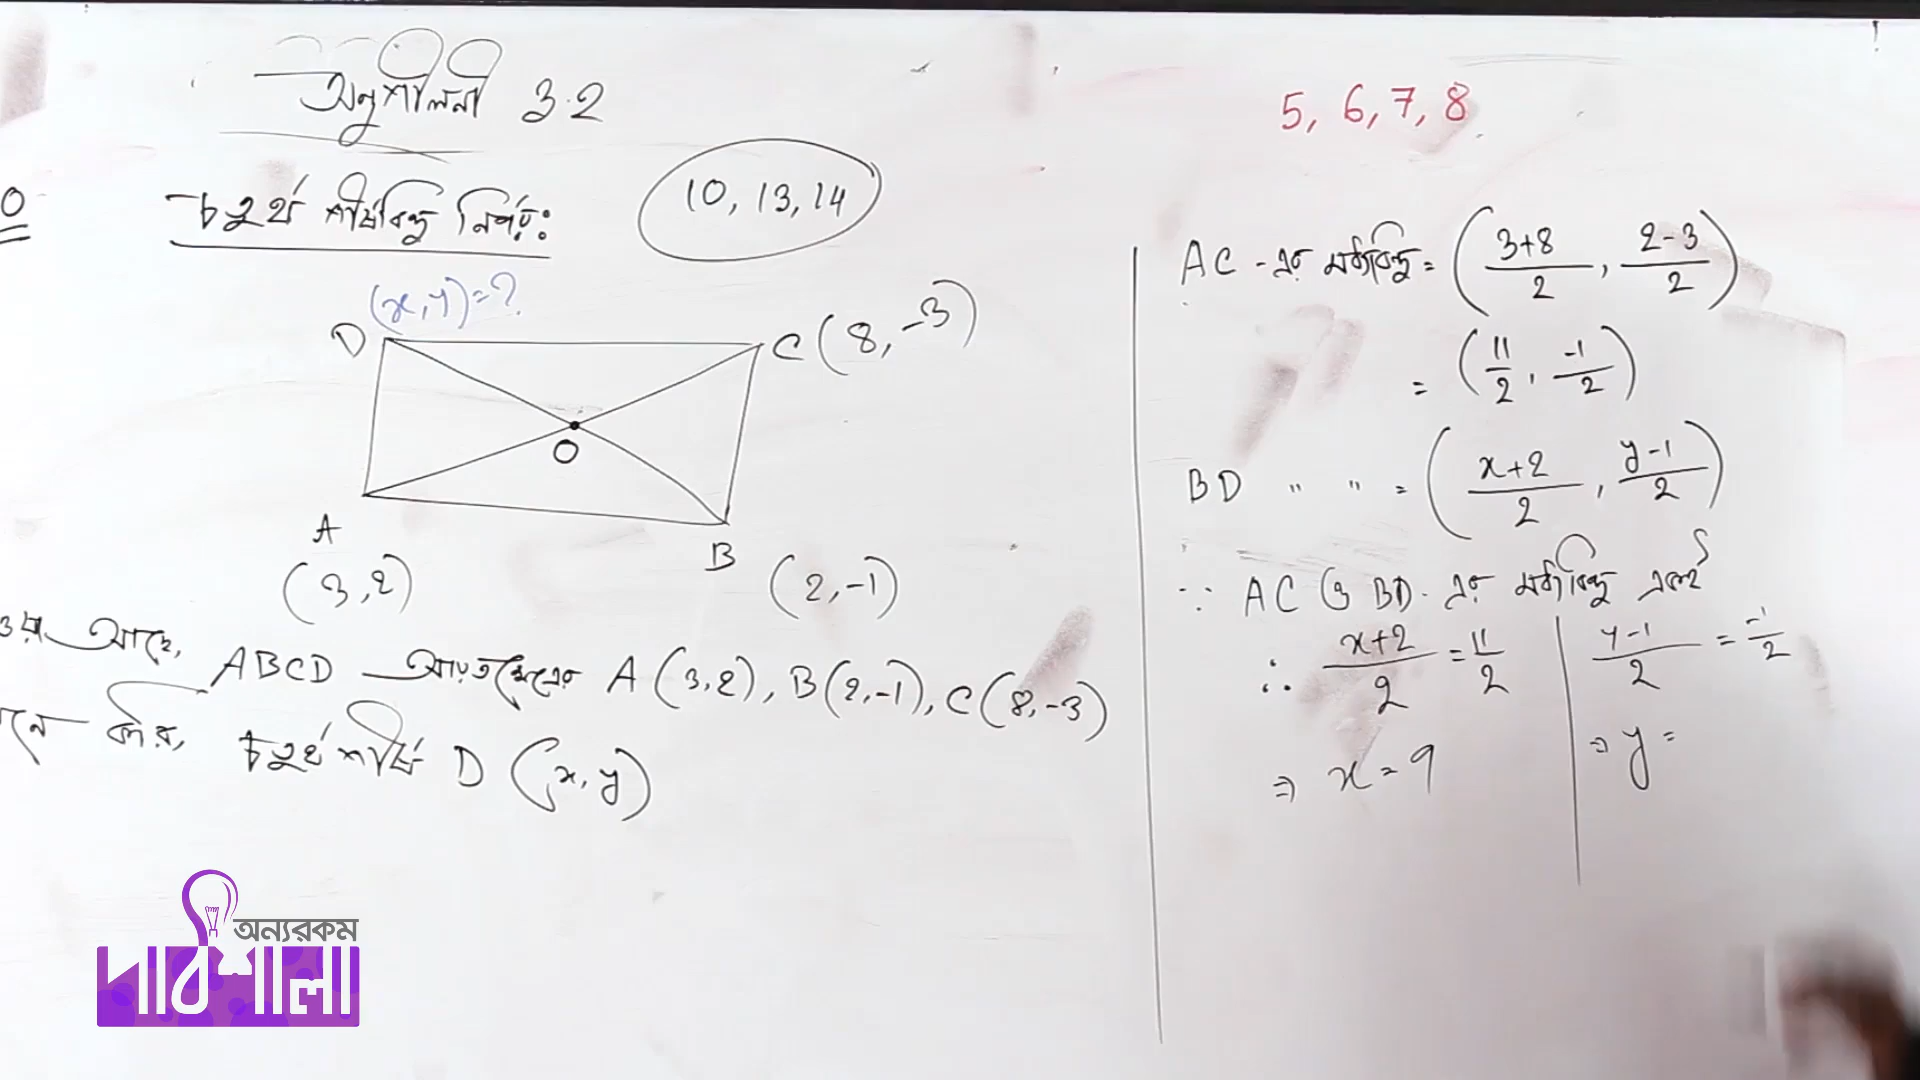 অনুশীলনী 3.2
5, 6, 7, 8
10, 13, 14
চতুর্থ শীর্ষবিন্দু নির্ণয়:
(x, y) = ?
D
C (8, -3)
O
A
B
(3, 2)
(2, -1)
আছে, ABCD আয়তক্ষেত্রের A (3, 2), B (2, -1), C (8, -3)
করি, চতুর্থ শীর্ষ D (x, y)
AC -এর মধ্যবিন্দু = (3+8/2, 2-3/2)
= (11/2, -1/2)
BD " " = (x+2/2, y-1/2)
∵ AC ও BD-এর মধ্যবিন্দু একই
∴ x+2/2 = 11/2
⇒ x = 9
y-1/2 = -1/2
⇒ y =
অন্যরকম
পাঠশালা